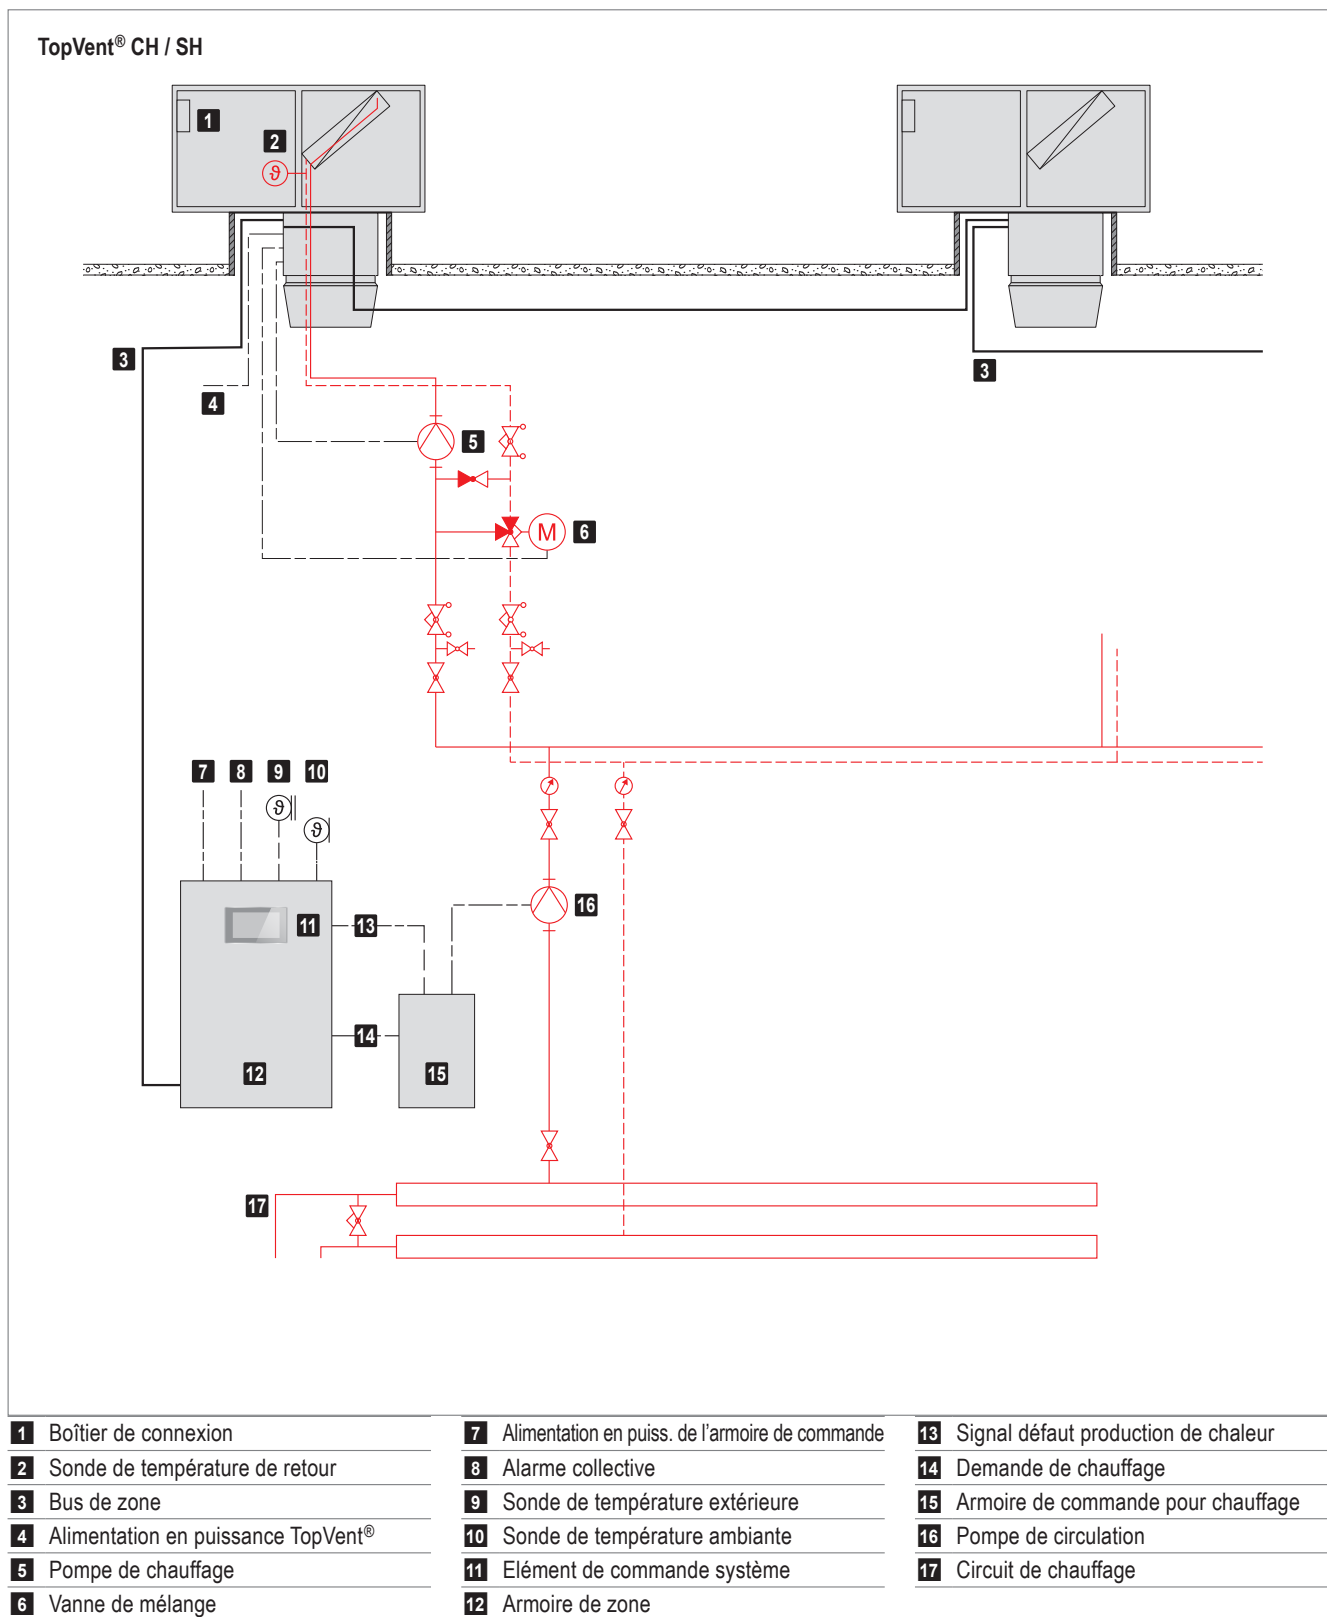 TopVent® CH / SH
1
2
ϑ
3
3
4
5
M
6
7
8
9
10
ϑ
ϑ
11
13
16
14
12
15
17
1 Boîtier de connexion
2 Sonde de température de retour
3 Bus de zone
4 Alimentation en puissance TopVent®
5 Pompe de chauffage
6 Vanne de mélange
7 Alimentation en puiss. de l’armoire de commande
8 Alarme collective
9 Sonde de température extérieure
10 Sonde de température ambiante
11 Elément de commande système
12 Armoire de zone
13 Signal défaut production de chaleur
14 Demande de chauffage
15 Armoire de commande pour chauffage
16 Pompe de circulation
17 Circuit de chauffage